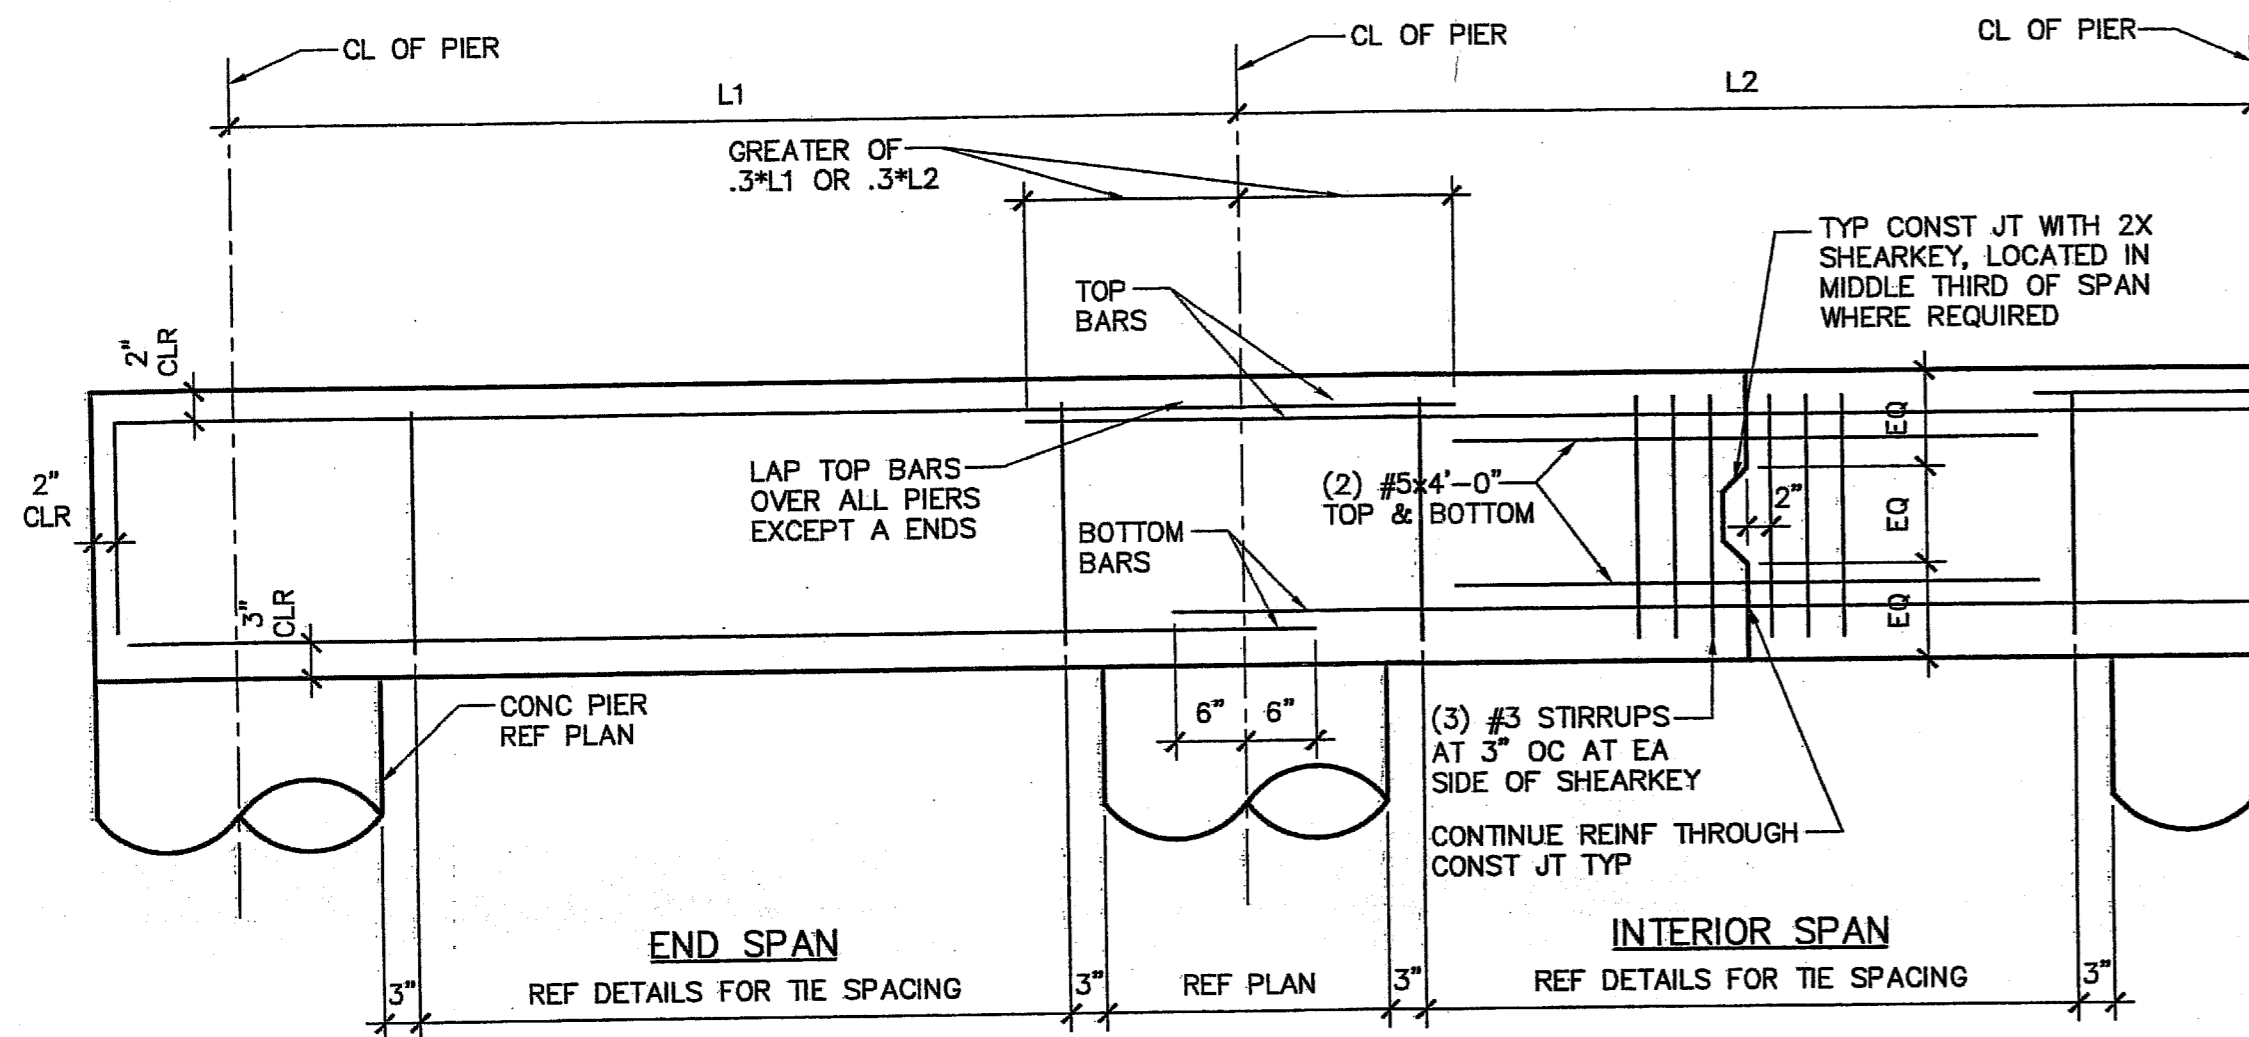 CL OF PIER
CL OF PIER
CL OF PIER
L1
L2
GREATER OF
.3*L1 OR .3*L2
TYP CONST JT WITH 2X
SHEARKEY, LOCATED IN
MIDDLE THIRD OF SPAN
WHERE REQUIRED
TOP
BARS
2"
CLR
LAP TOP BARS
OVER ALL PIERS
EXCEPT A ENDS
2"
CLR
(2) #5x4'-0"
TOP & BOTTOM
2"
EQ
EQ
EQ
BOTTOM
BARS
3"
CLR
CONC PIER
REF PLAN
6"
6"
(3) #3 STIRRUPS
AT 3" OC AT EA
SIDE OF SHEARKEY
CONTINUE REINF THROUGH
CONST JT TYP
END SPAN
REF DETAILS FOR TIE SPACING
INTERIOR SPAN
REF DETAILS FOR TIE SPACING
3"
3"
REF PLAN
3"
3"